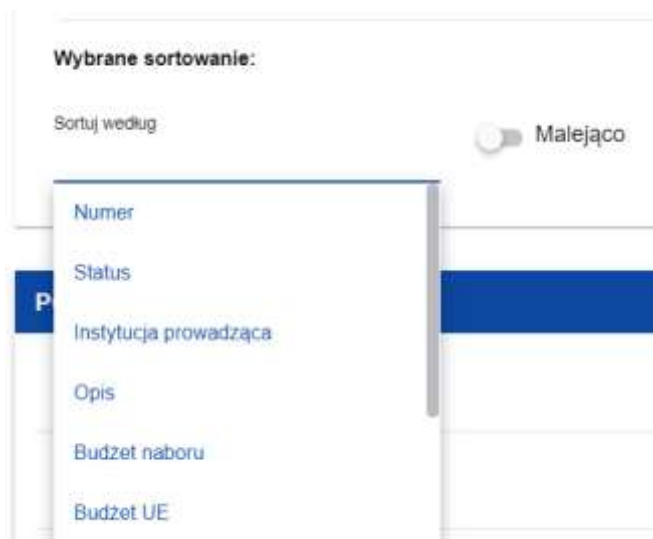 Wybrane sortowanie:
Sortuj według
Malejąco
Numer
Status
Instytucja prowadząca
Opis
Budżet naboru
Budżet UE